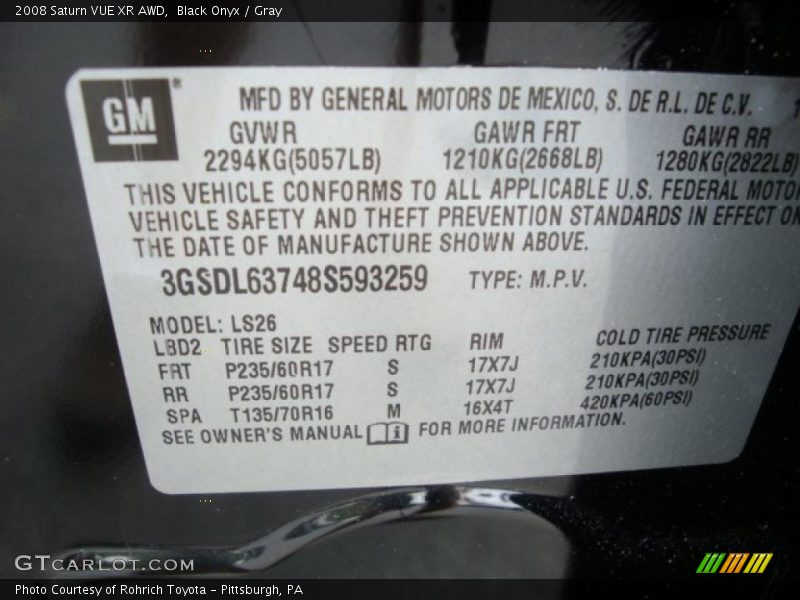 2008 Saturn VUE XR AWD, Black Onyx / Gray
GM ®
MFD BY GENERAL MOTORS DE MEXICO, S. DE R.L. DE C.V.
GVWR GAWR FRT GAWR RR
2294KG(5057LB) 1210KG(2668LB) 1280KG(2822LB)
THIS VEHICLE CONFORMS TO ALL APPLICABLE U.S. FEDERAL MOTO
VEHICLE SAFETY AND THEFT PREVENTION STANDARDS IN EFFECT ON
THE DATE OF MANUFACTURE SHOWN ABOVE.
3GSDL63748S593259 TYPE: M.P.V.
MODEL: LS26
LBD2 TIRE SIZE SPEED RTG RIM COLD TIRE PRESSURE
FRT P235/60R17 S 17X7J 210KPA(30PSI)
RR P235/60R17 S 17X7J 210KPA(30PSI)
SPA T135/70R16 M 16X4T 420KPA(60PSI)
SEE OWNER'S MANUAL i FOR MORE INFORMATION.
GTCARLOT.COM
Photo Courtesy of Rohrich Toyota - Pittsburgh, PA